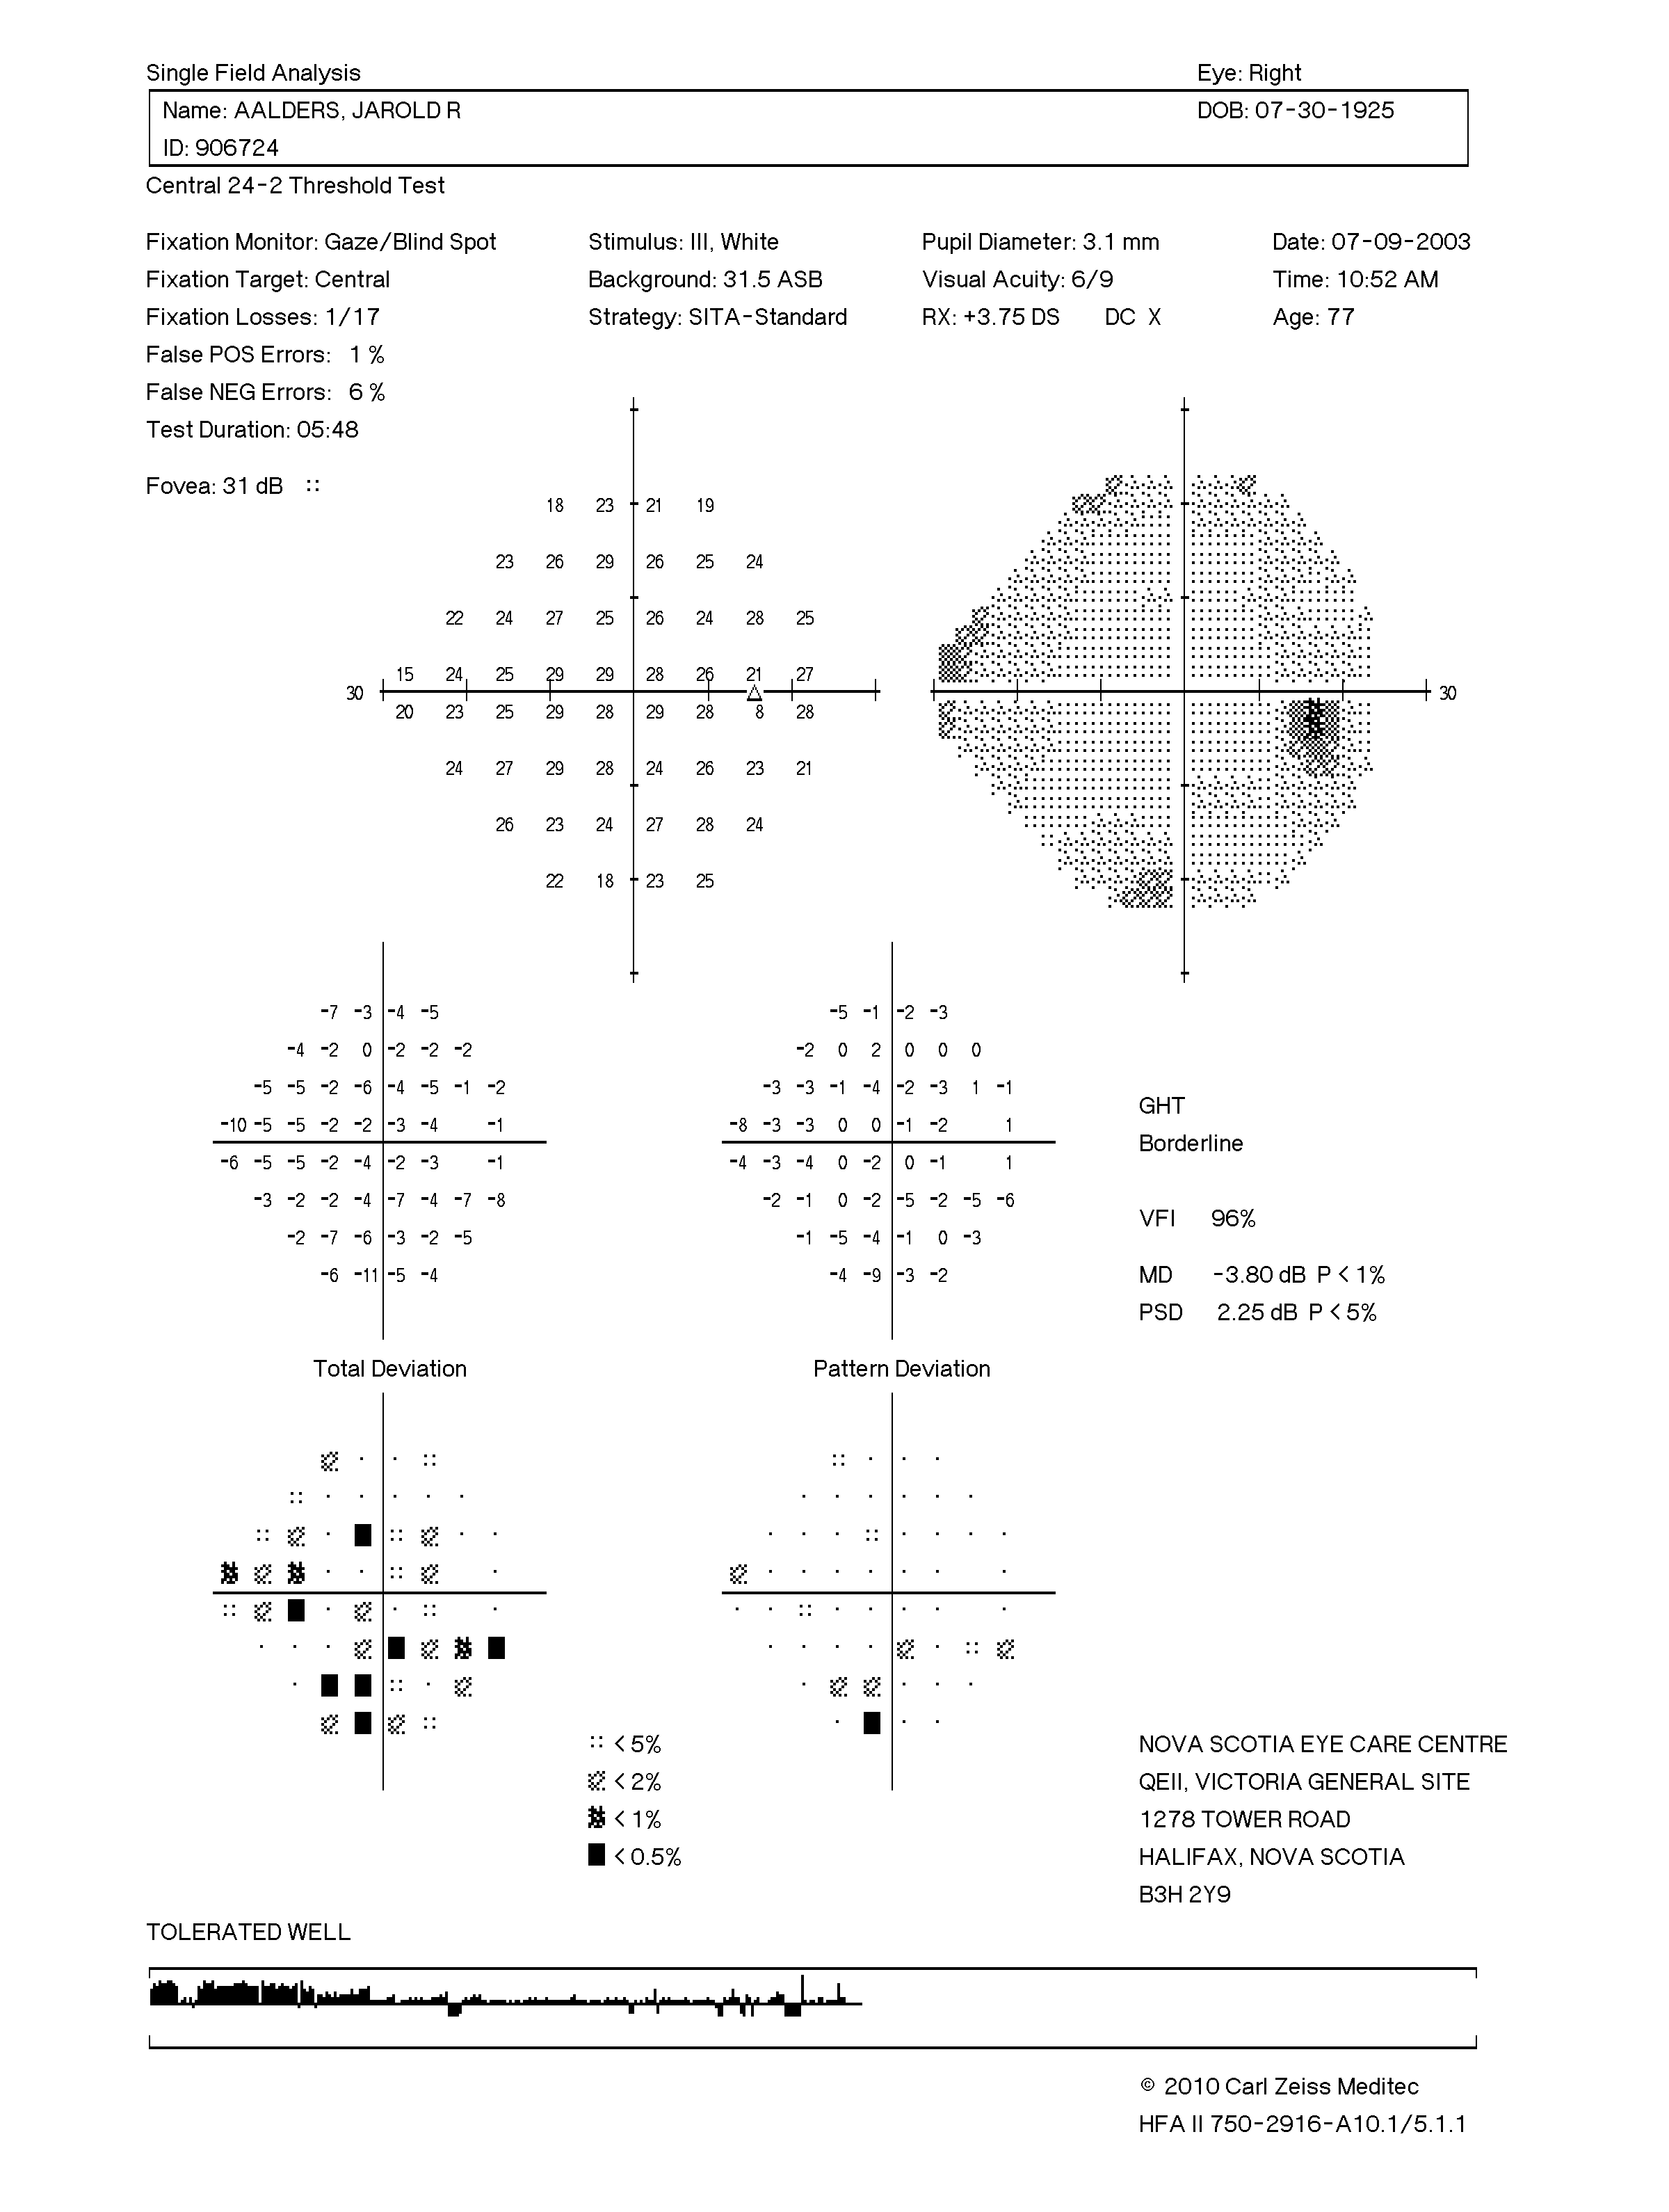 Single Field Analysis Eye: Right
Name: AALDERS, JAROLD R DOB: 07-30-1925
ID: 906724
Central 24-2 Threshold Test
Fixation Monitor: Gaze/Blind Spot Stimulus: III, White Pupil Diameter: 3.1 mm Date: 07-09-2003
Fixation Target: Central Background: 31.5 ASB Visual Acuity: 6/9 Time: 10:52 AM
Fixation Losses: 1/17 Strategy: SITA-Standard RX: +3.75 DS DC X Age: 77
False POS Errors: 1 %
False NEG Errors: 6 %
Test Duration: 05:48
Fovea: 31 dB
18 23 21 19
23 26 29 26 25 24
22 24 27 25 26 24 28 25
15 24 25 29 29 28 26 21 27
30 30
20 23 25 29 28 29 28 8 28
24 27 29 28 24 26 23 21
26 23 24 27 28 24
22 18 23 25
-7 -3 -4 -5 -5 -1 -2 -3
-4 -2 0 -2 -2 -2 -2 0 2 0 0 0
-5 -5 -2 -6 -4 -5 -1 -2 -3 -3 -1 -4 -2 -3 1 -1
GHT
-10 -5 -5 -2 -2 -3 -4 -1 -8 -3 -3 0 0 -1 -2 1
Borderline
-6 -5 -5 -2 -4 -2 -3 -1 -4 -3 -4 0 -2 0 -1 1
-3 -2 -2 -4 -7 -4 -7 -8 -2 -1 0 -2 -5 -2 -5 -6
VFI 96%
-2 -7 -6 -3 -2 -5 -1 -5 -4 -1 0 -3
-6 -11 -5 -4 -4 -9 -3 -2
MD -3.80 dB P < 1%
PSD 2.25 dB P < 5%
Total Deviation Pattern Deviation
< 5% NOVA SCOTIA EYE CARE CENTRE
< 2% QEII, VICTORIA GENERAL SITE
< 1% 1278 TOWER ROAD
< 0.5% HALIFAX, NOVA SCOTIA
B3H 2Y9
TOLERATED WELL
© 2010 Carl Zeiss Meditec
HFA II 750-2916-A10.1/5.1.1